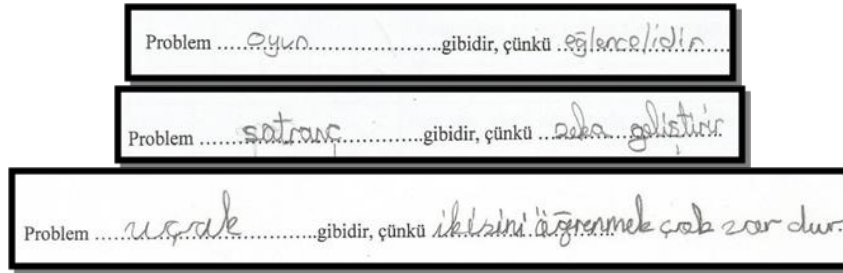 Problem ......oyun......................gibidir, çünkü ..eğlencelidir..
Problem .......satranç...............gibidir, çünkü ...zeka geliştirir
Problem .....uçak......................gibidir, çünkü ikisini öğrenmek çok zor dur.